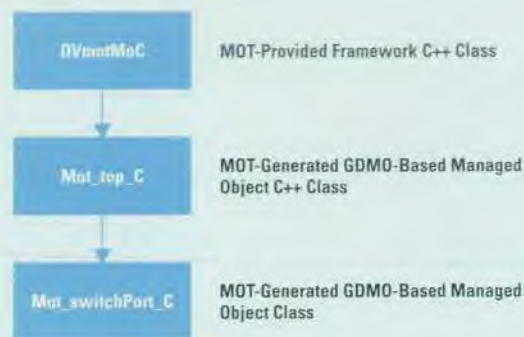 OVmotMoC
MOT-Provided Framework C++ Class
Mot_top_C
MOT-Generated GDMO-Based Managed
Object C++ Class
Mot_switchPort_C
MOT-Generated GDMO-Based Managed
Object Class